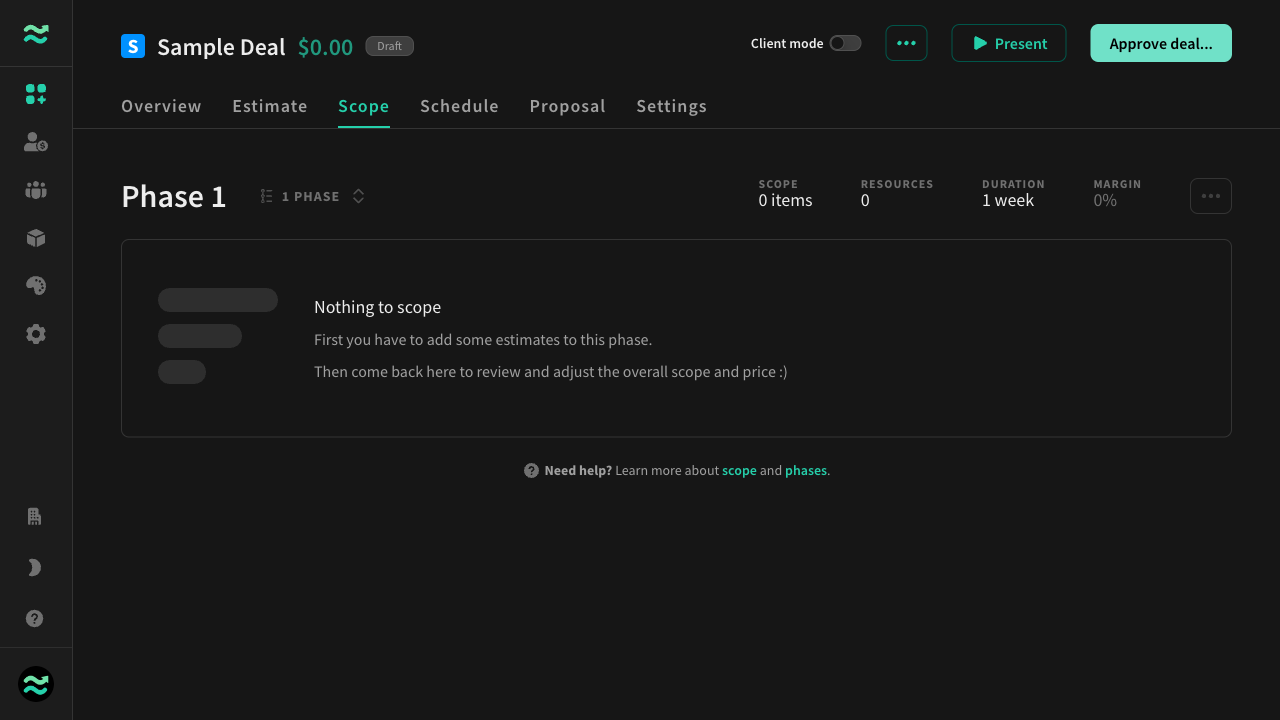 S Sample Deal $0.00 Draft
Client mode
Present
Approve deal...
Overview Estimate Scope Schedule Proposal Settings
Phase 1
1 PHASE
SCOPE
0 items
RESOURCES
0
DURATION
1 week
MARGIN
0%
Nothing to scope
First you have to add some estimates to this phase.
Then come back here to review and adjust the overall scope and price :)
Need help? Learn more about scope and phases.